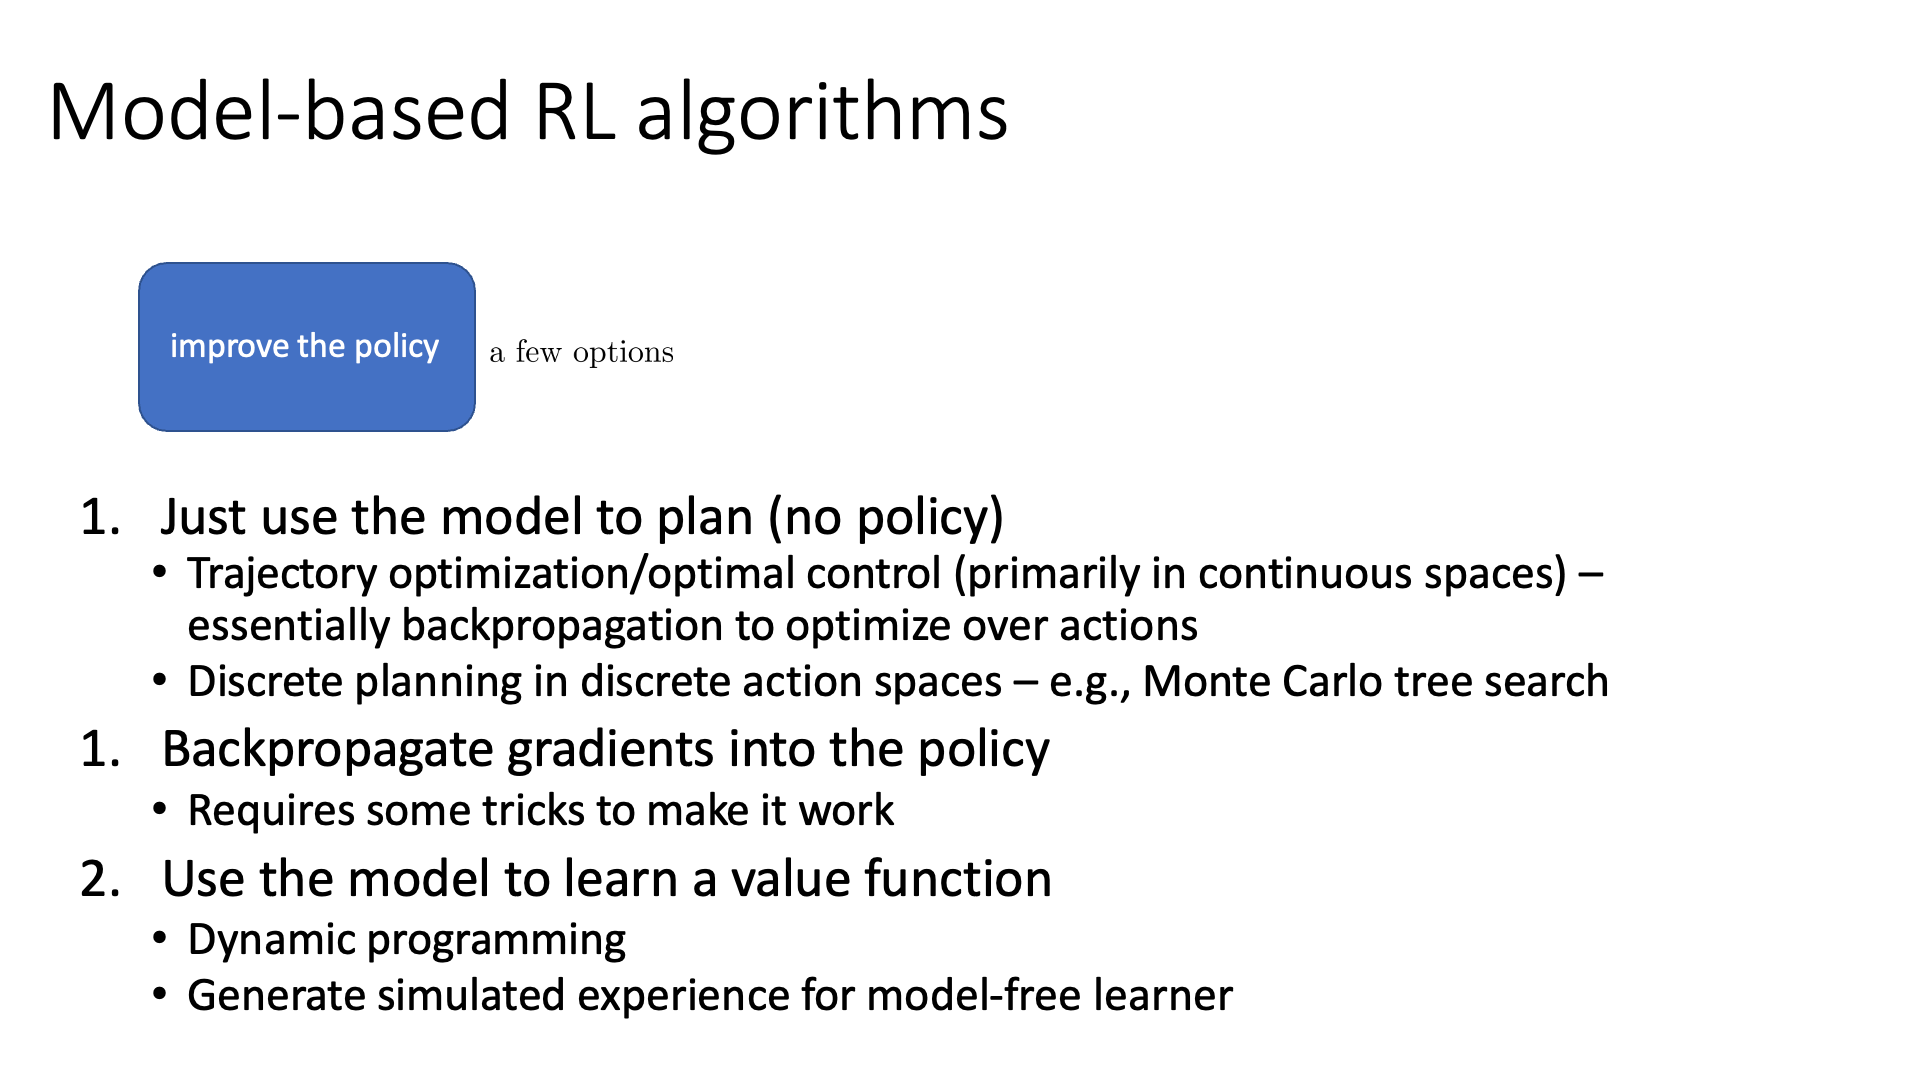 Model-based RL algorithms
improve the policy
a few options
1. Just use the model to plan (no policy)
• Trajectory optimization/optimal control (primarily in continuous spaces) –
essentially backpropagation to optimize over actions
• Discrete planning in discrete action spaces – e.g., Monte Carlo tree search
1. Backpropagate gradients into the policy
• Requires some tricks to make it work
2. Use the model to learn a value function
• Dynamic programming
• Generate simulated experience for model-free learner